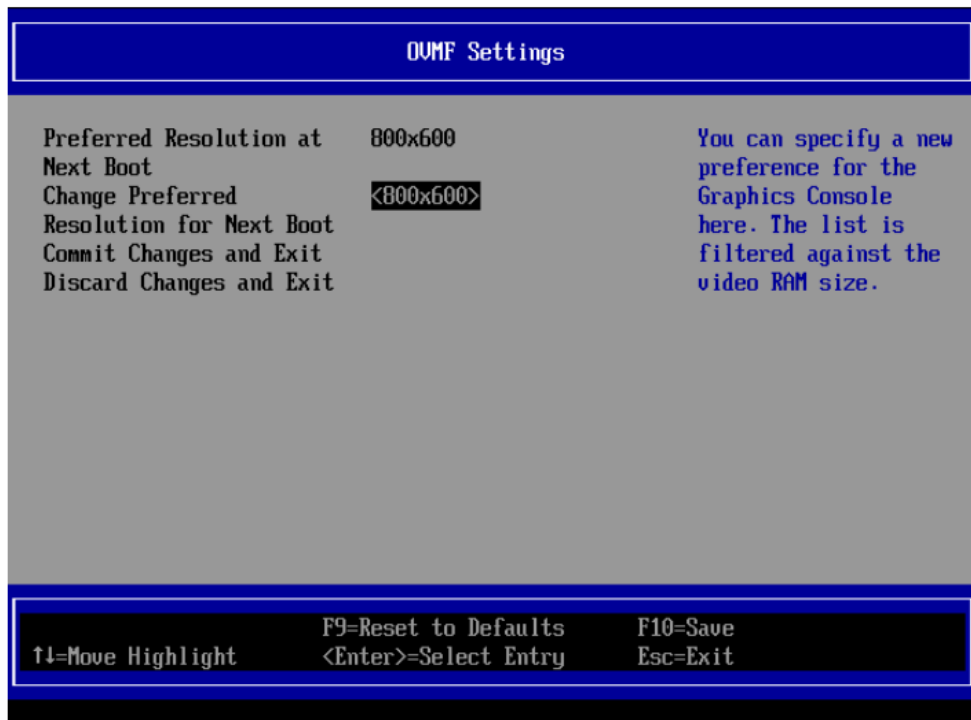 OVMF Settings
Preferred Resolution at 800x600
Next Boot
Change Preferred <800x600>
Resolution for Next Boot
Commit Changes and Exit
Discard Changes and Exit
You can specify a new
preference for the
Graphics Console
here. The list is
filtered against the
video RAM size.
F9=Reset to Defaults F10=Save
↑↓=Move Highlight <Enter>=Select Entry Esc=Exit